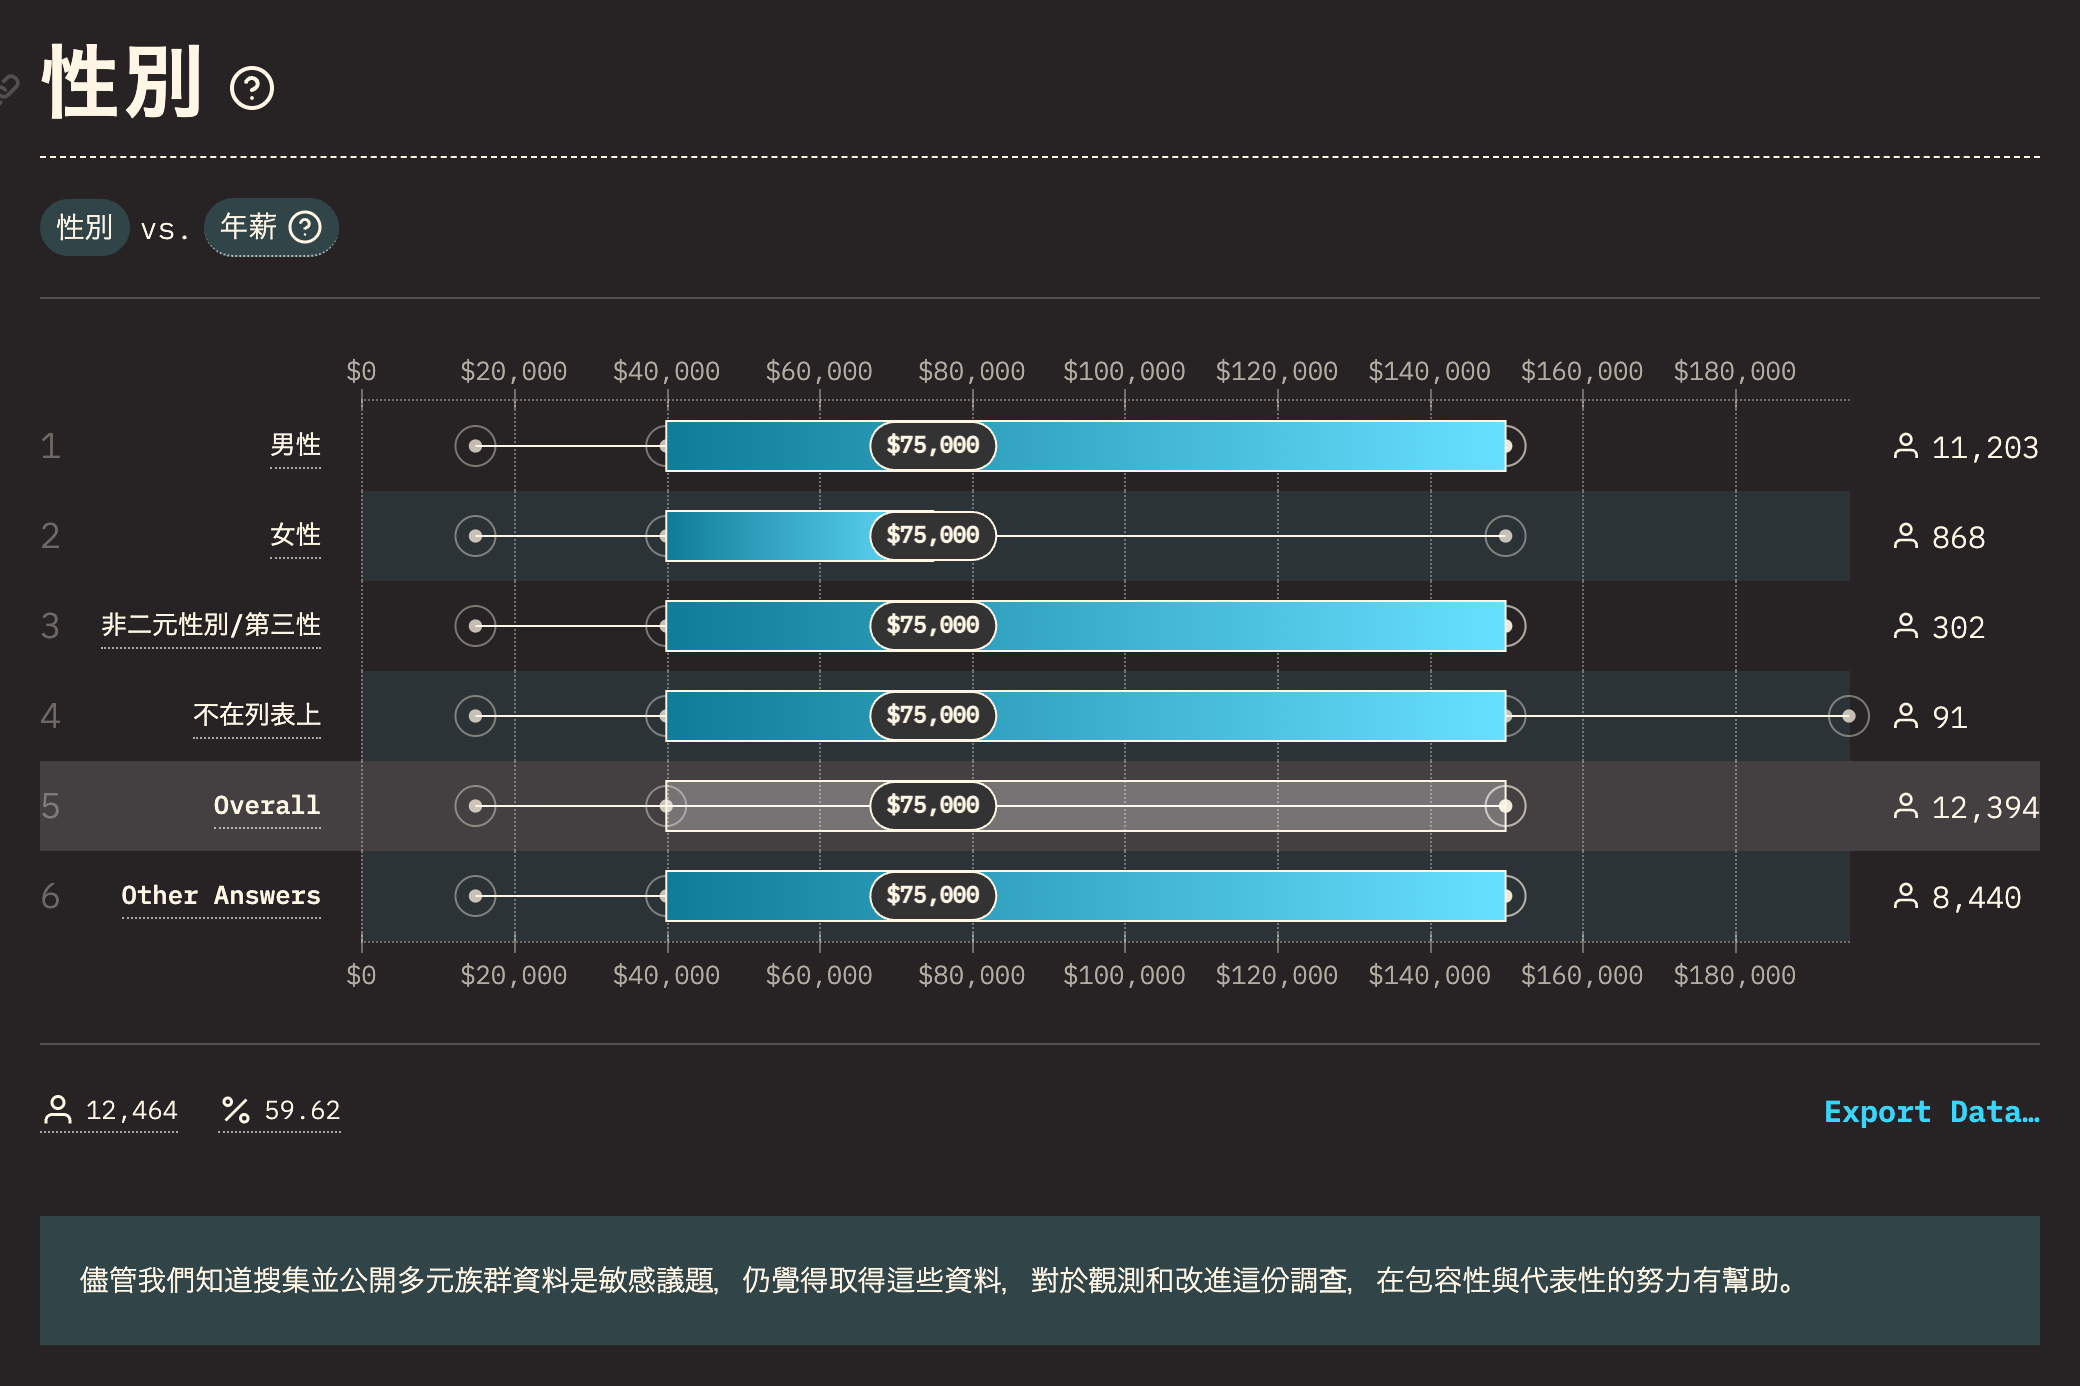 性別
性別 vs. 年薪
$0 $20,000 $40,000 $60,000 $80,000 $100,000 $120,000 $140,000 $160,000 $180,000
1 男性 $75,000 11,203
2 女性 $75,000 868
3 非二元性別/第三性 $75,000 302
4 不在列表上 $75,000 91
5 Overall $75,000 12,394
6 Other Answers $75,000 8,440
$0 $20,000 $40,000 $60,000 $80,000 $100,000 $120,000 $140,000 $160,000 $180,000
12,464 % 59.62 Export Data…
儘管我們知道搜集並公開多元族群資料是敏感議題，仍覺得取得這些資料，對於觀測和改進這份調查，在包容性與代表性的努力有幫助。